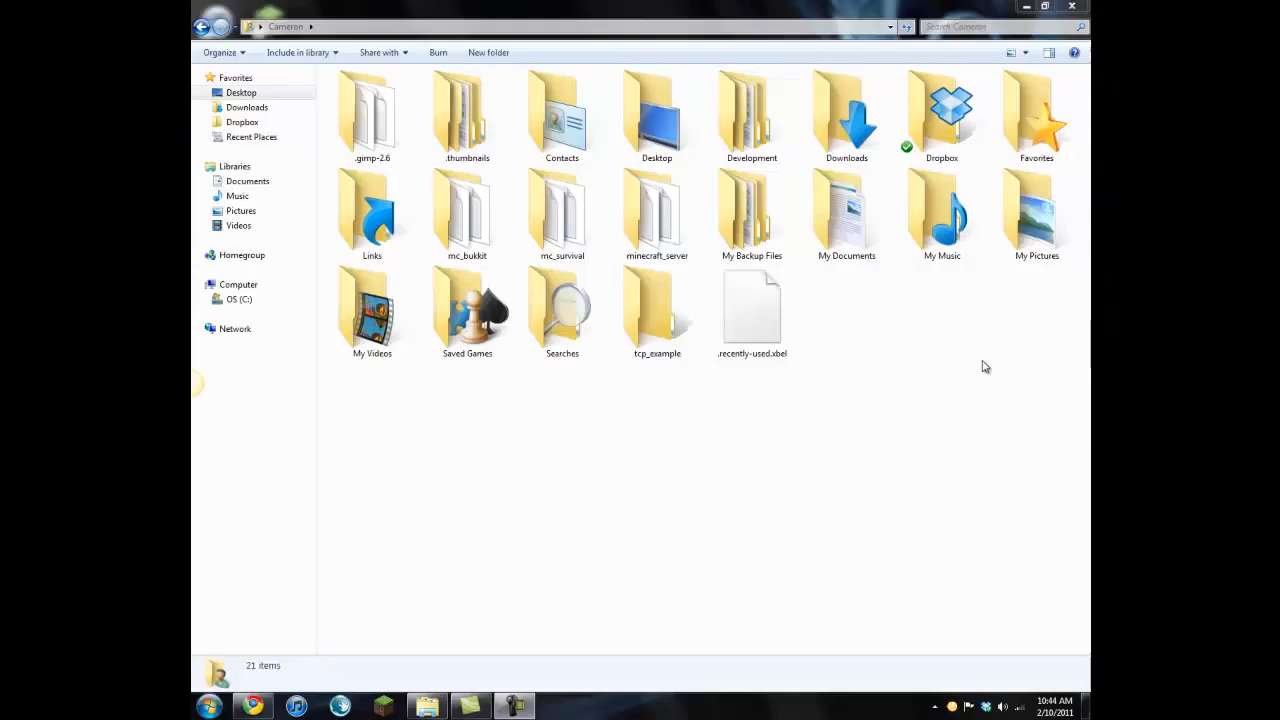 Cameron
Search Cameron
Organize
Include in library
Share with
Burn
New folder
Favorites
Desktop
Downloads
Dropbox
Recent Places
Libraries
Documents
Music
Pictures
Videos
Homegroup
Computer
OS (C:)
Network
.gimp-2.6
.thumbnails
Contacts
Desktop
Development
Downloads
Dropbox
Favorites
Links
mc_bukkit
mc_survival
minecraft_server
My Backup Files
My Documents
My Music
My Pictures
My Videos
Saved Games
Searches
tcp_example
.recently-used.xbel
21 items
10:44 AM
2/10/2011